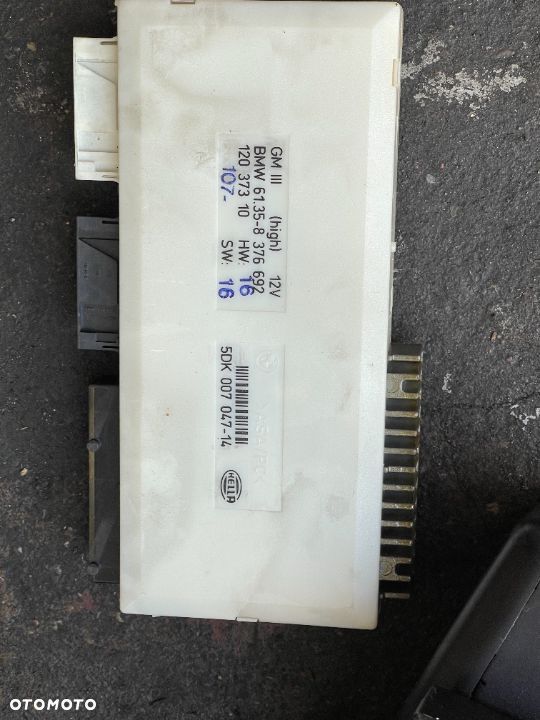 GM III (high) 12V
BMW 61.35-8 376 692
120 373 10 HW: 16
107- SW: 16
5DK 007 047-14
HELLA
OTOMOTO